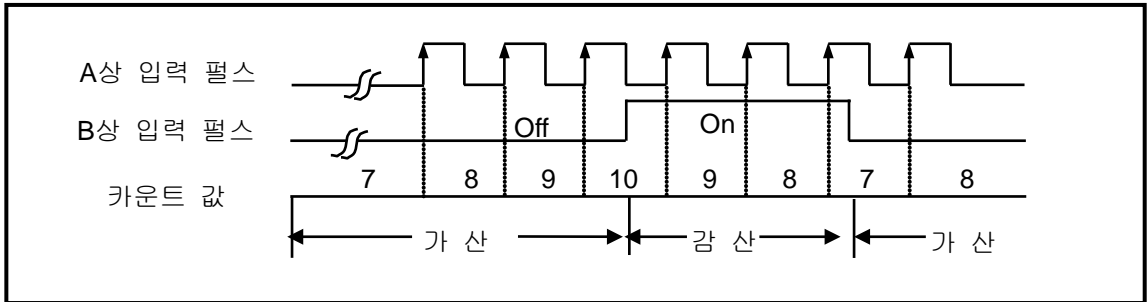 A상 입력 펄스
B상 입력 펄스 Off On
카운트 값 7 8 9 10 9 8 7 8
가 산 감 산 가 산